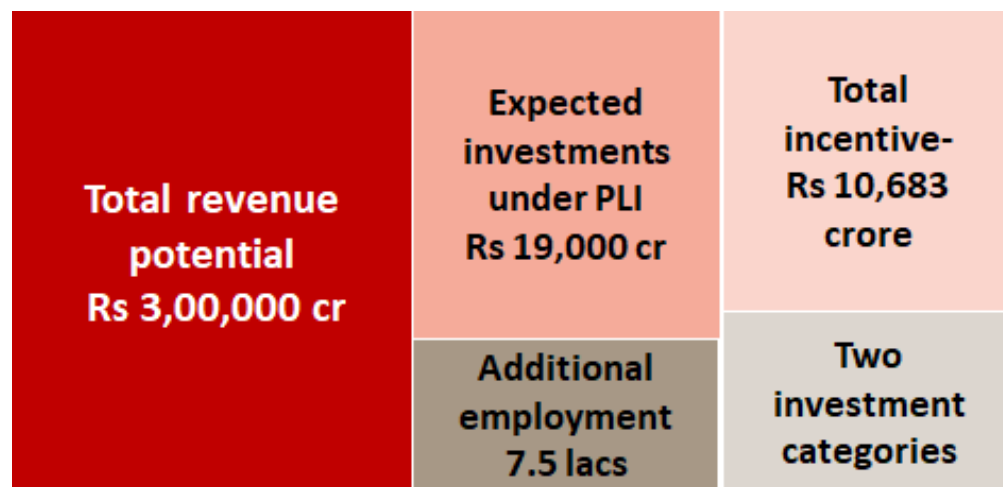 Total revenue
potential
Rs 3,00,000 cr
Expected
investments
under PLI
Rs 19,000 cr
Additional
employment
7.5 lacs
Total
incentive-
Rs 10,683
crore
Two
investment
categories